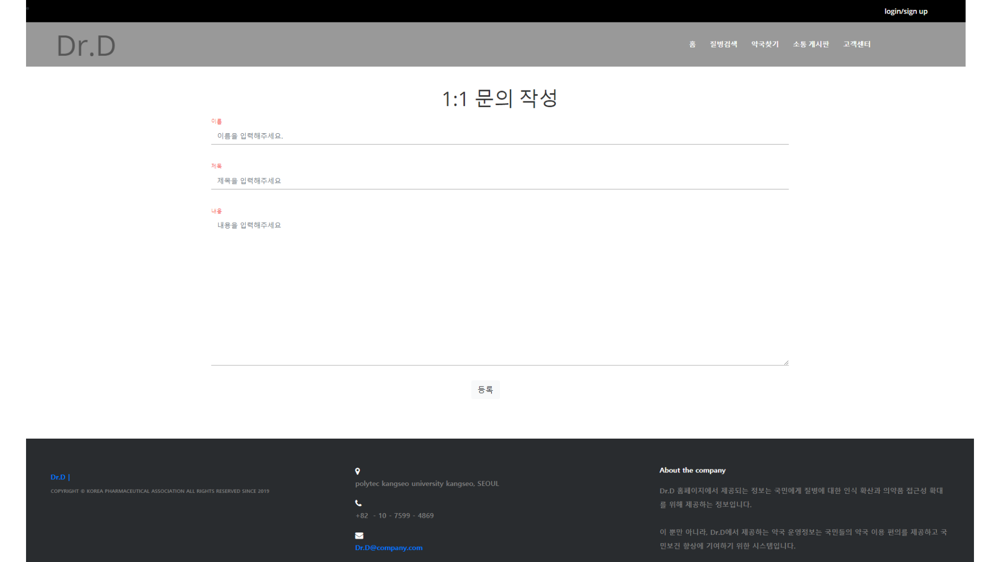 login/sign up
Dr.D
홈 질병검색 약국찾기 소통 게시판 고객센터
1:1 문의 작성
이름
이름을 입력해주세요.
제목
제목을 입력해주세요
내용
내용을 입력해주세요
등록
Dr.D |
COPYRIGHT © KOREA PHARMACEUTICAL ASSOCIATION ALL RIGHTS RESERVED SINCE 2019
polytec kangseo university kangseo, SEOUL
+82 - 10 - 7599 - 4869
Dr.D@company.com
About the company
Dr.D 홈페이지에서 제공되는 정보는 국민에게 질병에 대한 인식 확산과 의약품 접근성 확대
를 위해 제공하는 정보입니다.
이 뿐만 아니라, Dr.D에서 제공하는 약국 운영정보는 국민들의 약국 이용 편의를 제공하고 국
민보건 향상에 기여하기 위한 시스템입니다.